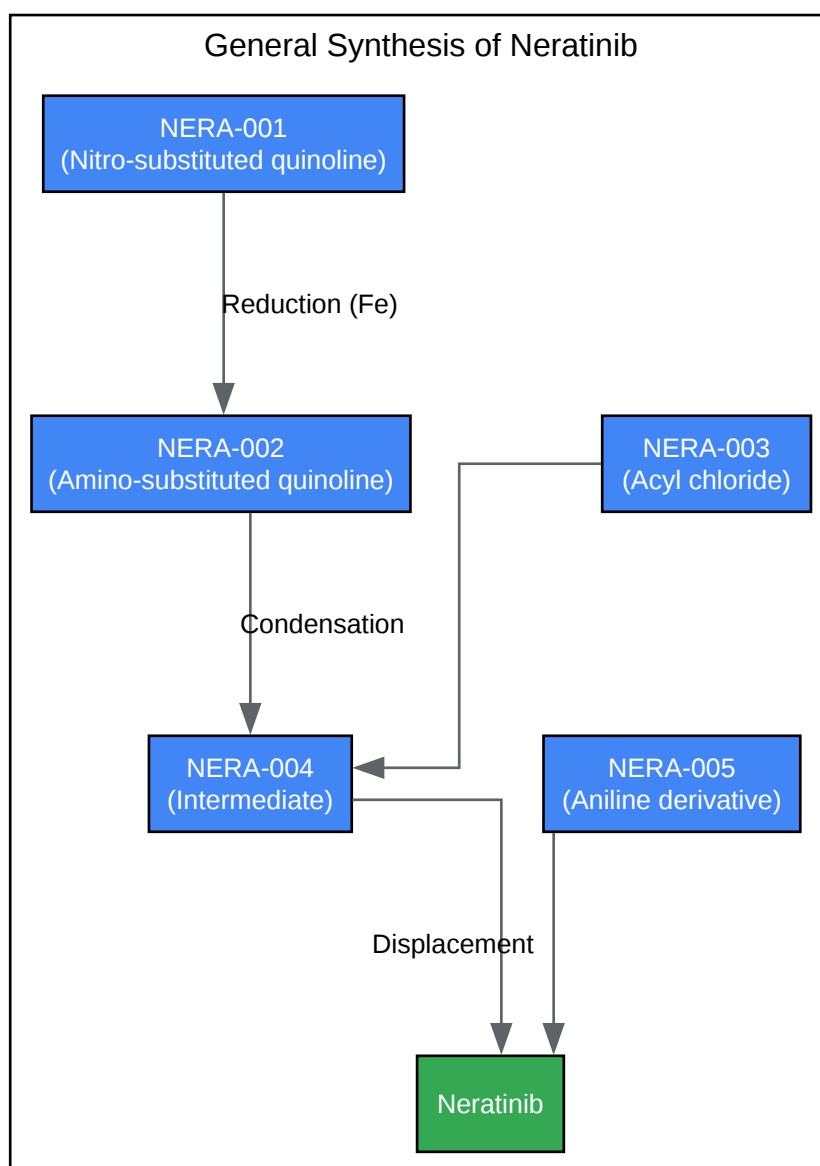 General Synthesis of Neratinib
NERA-001
(Nitro-substituted quinoline)
Reduction (Fe)
NERA-002
(Amino-substituted quinoline)
NERA-003
(Acyl chloride)
Condensation
NERA-004
(Intermediate)
NERA-005
(Aniline derivative)
Displacement
Neratinib